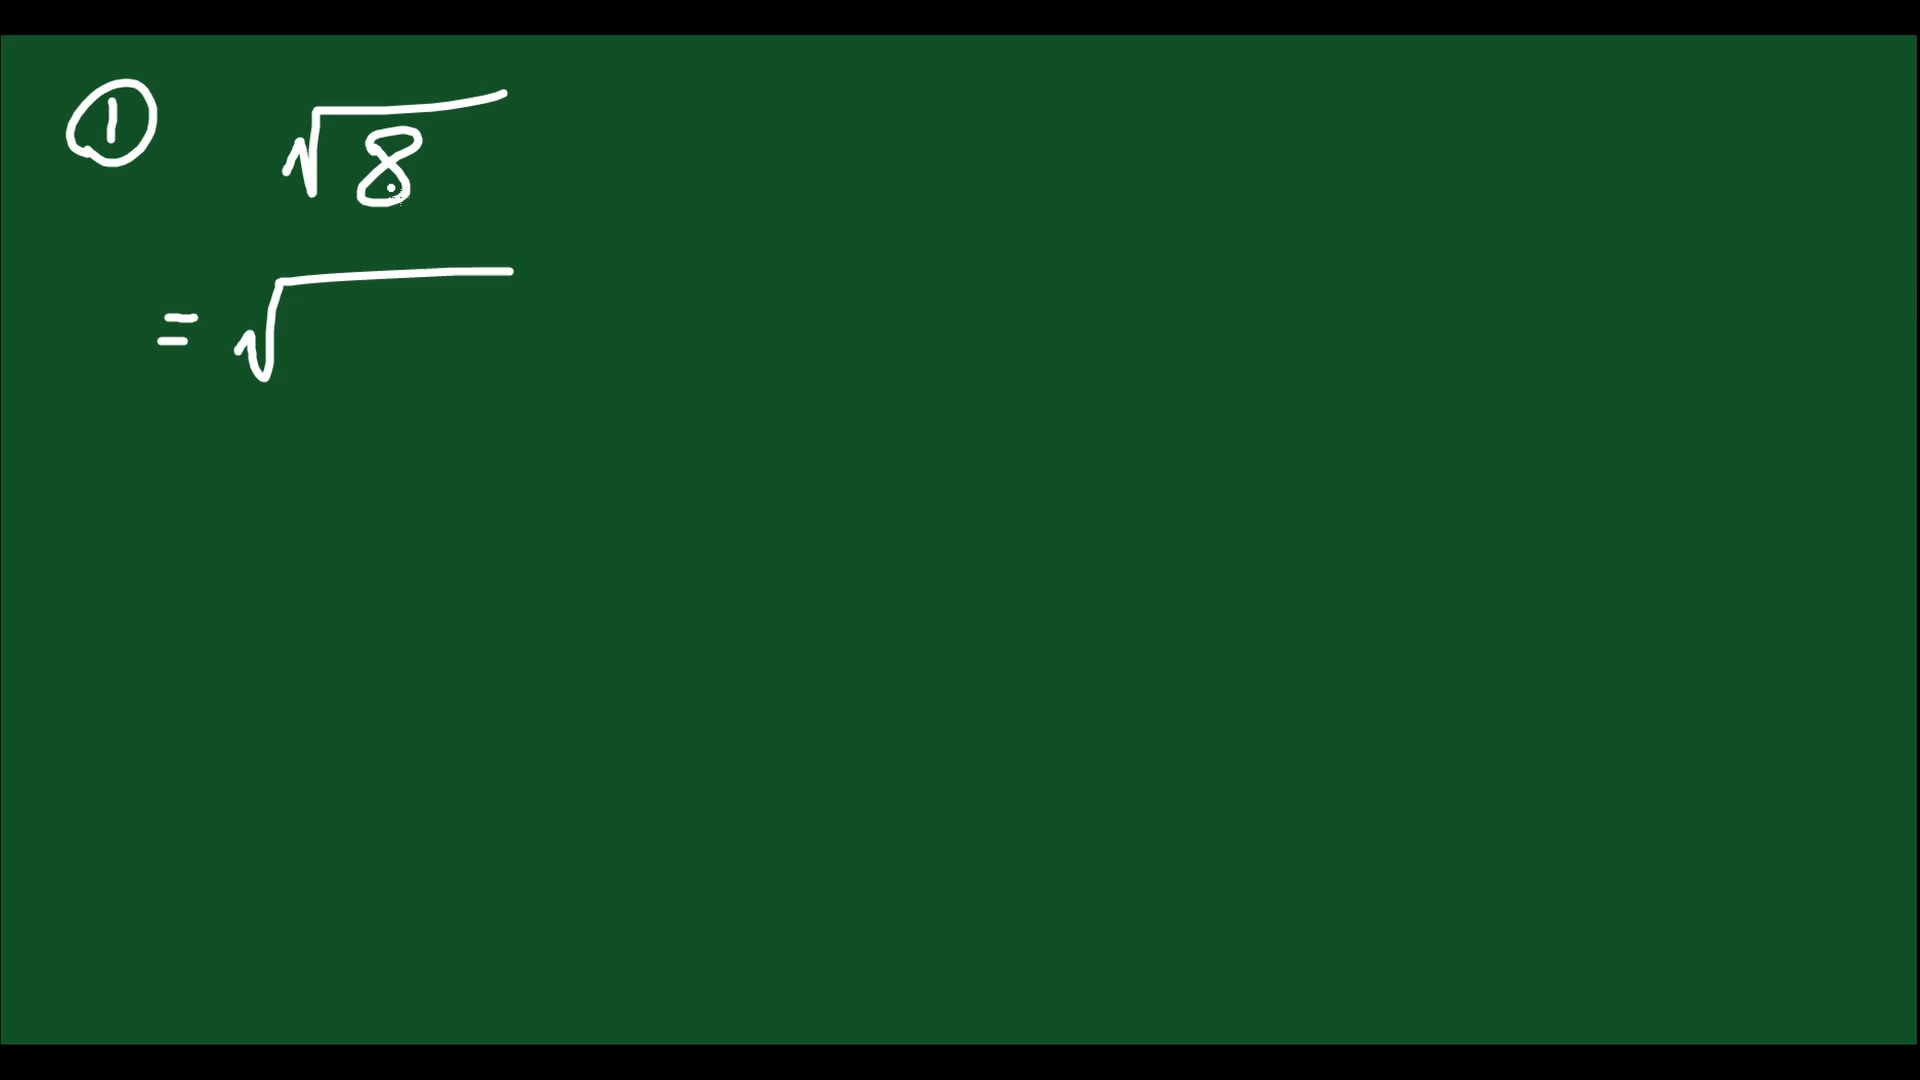 ① √8
= √